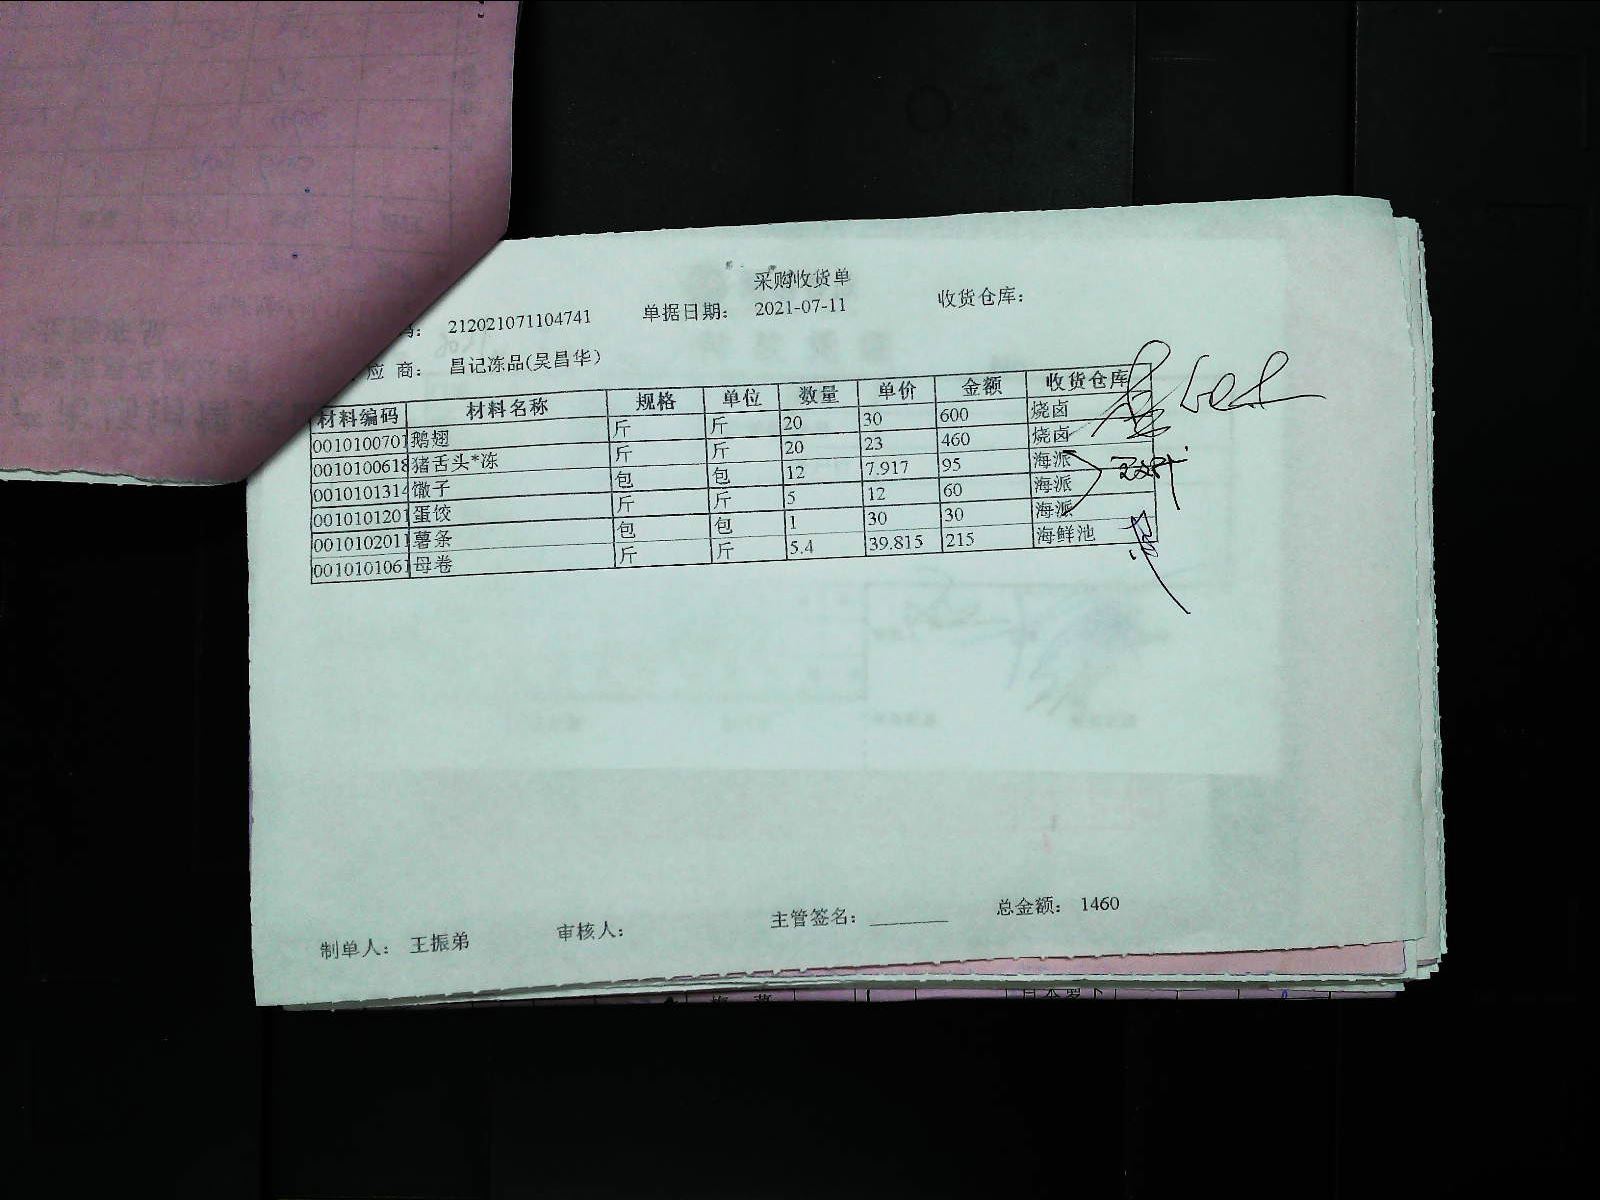 采购收货单
码: 212021071104741 单据日期: 2021-07-11 收货仓库:
应 商: 昌记冻品(吴昌华)
材料编码 材料名称 规格 单位 数量 单价 金额 收货仓库
0010100701 鹅翅 斤 斤 20 30 600 烧卤
0010100618 猪舌头*冻 斤 斤 20 23 460 烧卤
0010101314 馓子 包 包 12 7.917 95 海派
0010101201 蛋饺 斤 斤 5 12 60 海派
0010102011 薯条 包 包 1 30 30 海派
0010101061 母卷 斤 斤 5.4 39.815 215 海鲜池
制单人: 王振弟 审核人: 主管签名: 总金额: 1460